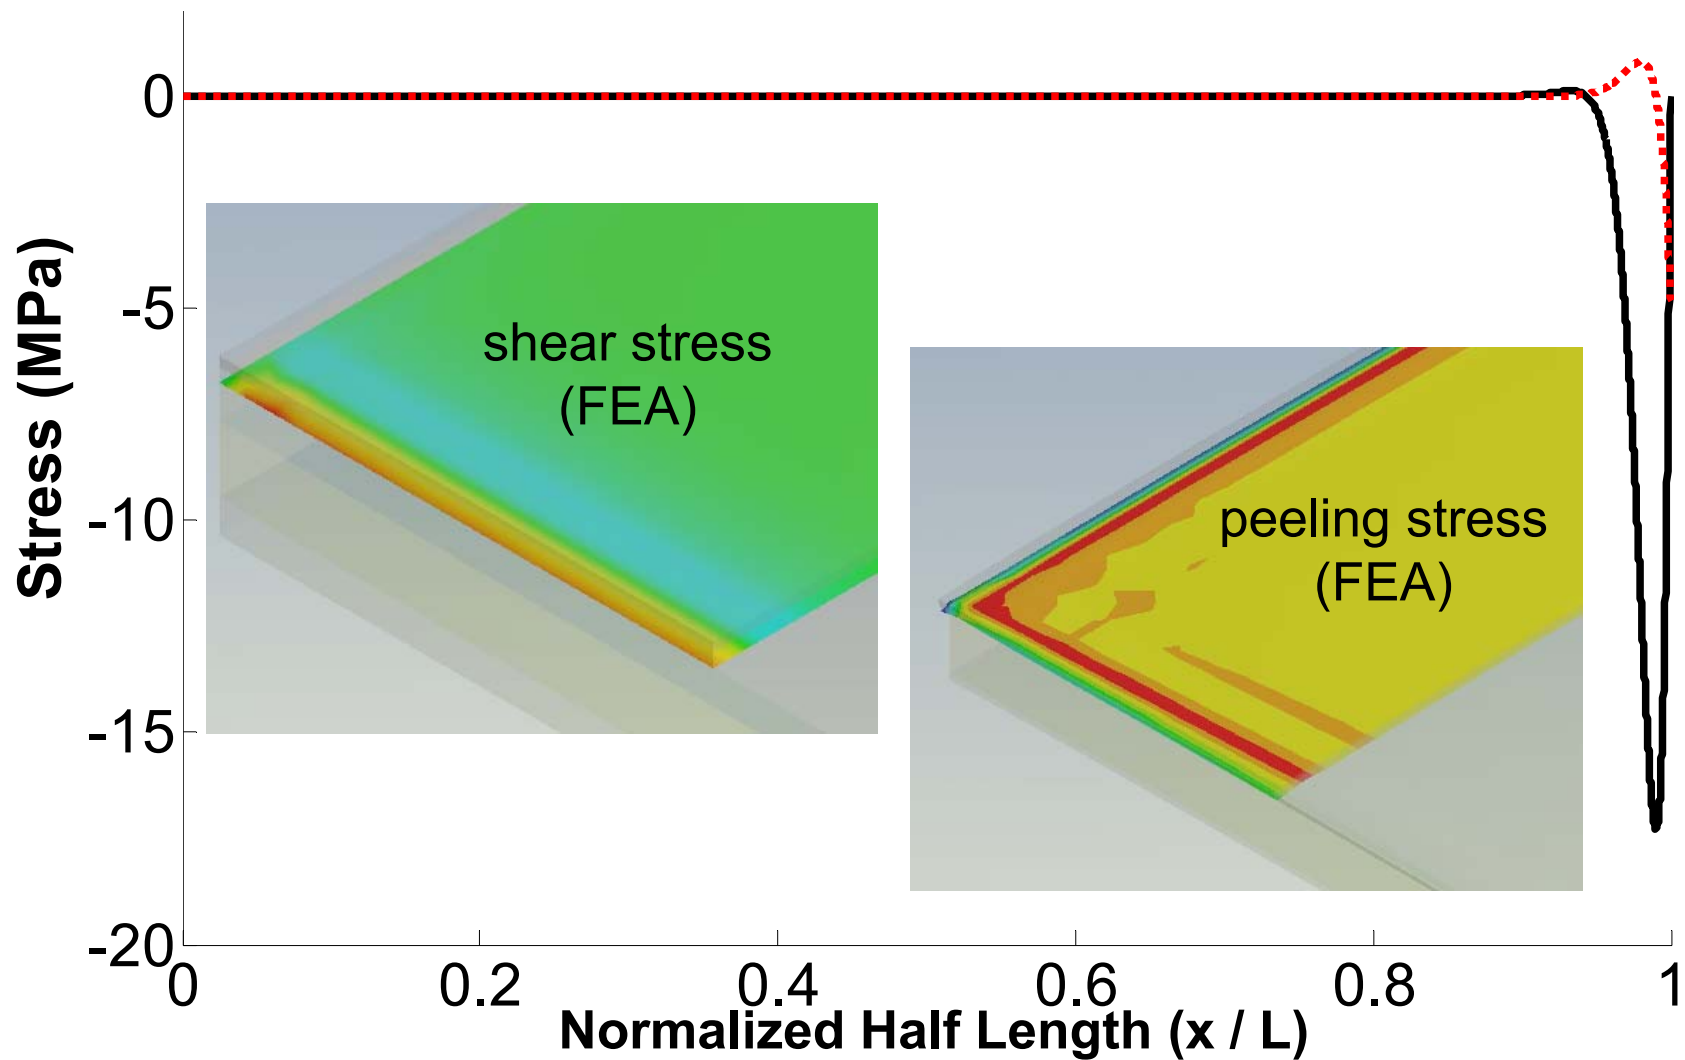 0
-5
-10
-15
-20
Stress (MPa)
shear stress
(FEA)
peeling stress
(FEA)
0
0.2
0.4
0.6
0.8
1
Normalized Half Length (x / L)